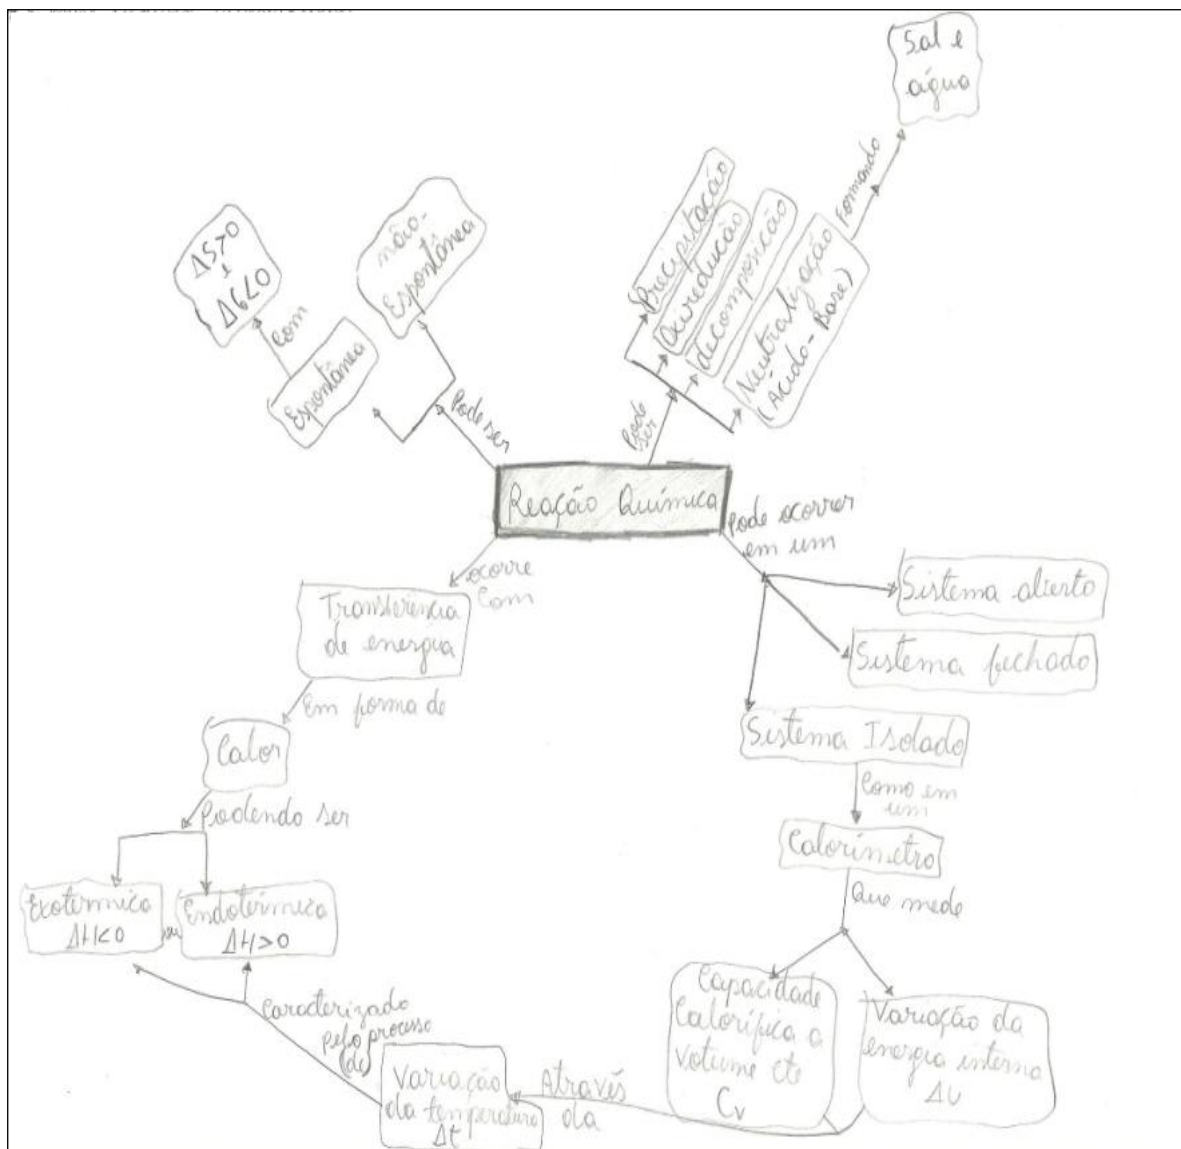 Sal e
água
Formando
Precipitação
Oxirredução
decomposição
Neutralização
(Ácido-Base)
Pode
ser
não-
Espontânea
ΔS>0
e
ΔG<0
Com
Espontânea
Pode ser
Reação Química
Pode ocorrer
em um
Sistema aberto
Sistema fechado
Sistema Isolado
Como em
um
Calorímetro
Que mede
Capacidade
Calorífica a
volume cte
Cv
Variação da
energia interna
ΔU
Através
da
Variação
da temperatura
Δt
Caracterizado
pelo processo
de
ocorre
com
Transferência
de energia
Em forma de
Calor
Podendo ser
Exotérmica
ΔH<0
ou
Endotérmica
ΔH>0